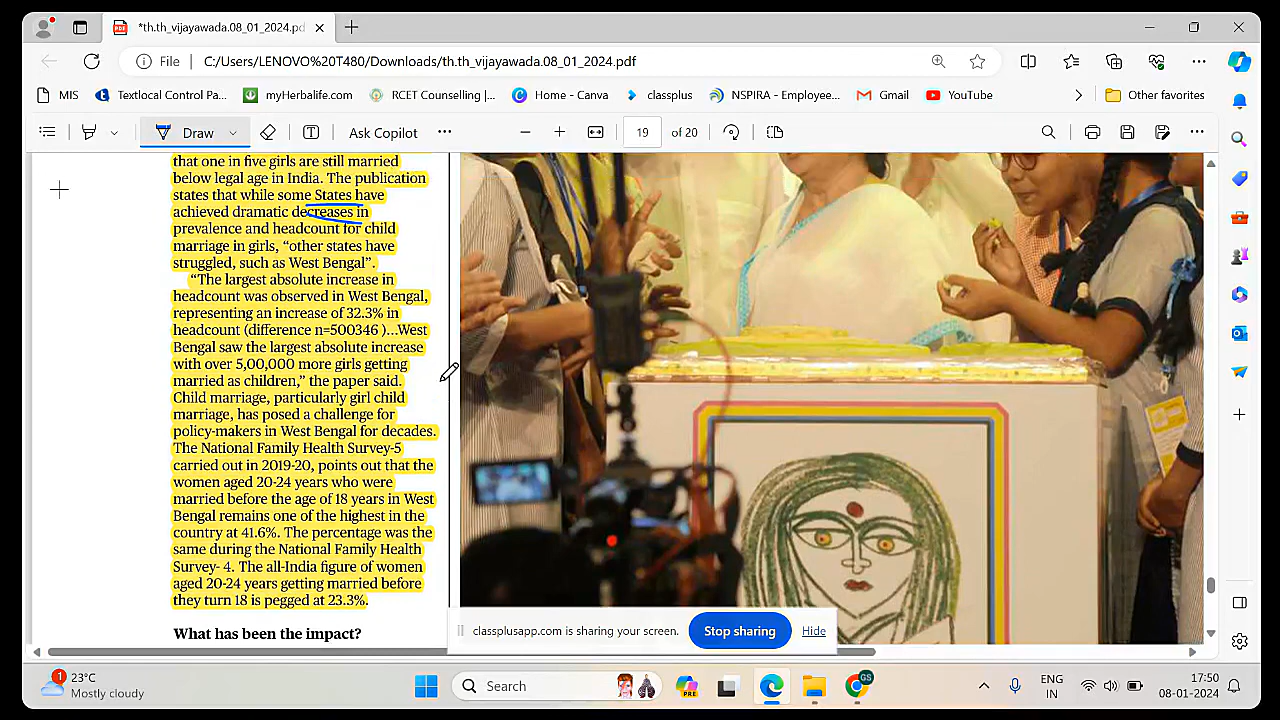 *th.th_vijayawada.08_01_2024.pd
File
C:/Users/LENOVO%20T480/Downloads/th.th_vijayawada.08_01_2024.pdf
MIS
Textlocal Control Pa...
myHerbalife.com
RCET Counselling |...
Home - Canva
classplus
NSPIRA - Employee...
Gmail
YouTube
Other favorites
Draw
Ask Copilot
19
of 20
that one in five girls are still married
below legal age in India. The publication
states that while some States have
achieved dramatic decreases in
prevalence and headcount for child
marriage in girls, “other states have
struggled, such as West Bengal”.
“The largest absolute increase in
headcount was observed in West Bengal,
representing an increase of 32.3% in
headcount (difference n=500346 )...West
Bengal saw the largest absolute increase
with over 5,00,000 more girls getting
married as children,” the paper said.
Child marriage, particularly girl child
marriage, has posed a challenge for
policy-makers in West Bengal for decades.
The National Family Health Survey-5
carried out in 2019-20, points out that the
women aged 20-24 years who were
married before the age of 18 years in West
Bengal remains one of the highest in the
country at 41.6%. The percentage was the
same during the National Family Health
Survey- 4. The all-India figure of women
aged 20-24 years getting married before
they turn 18 is pegged at 23.3%.
What has been the impact?
classplusapp.com is sharing your screen.
Stop sharing
Hide
1
23°C
Mostly cloudy
Search
PRE
GS
ENG
IN
17:50
08-01-2024